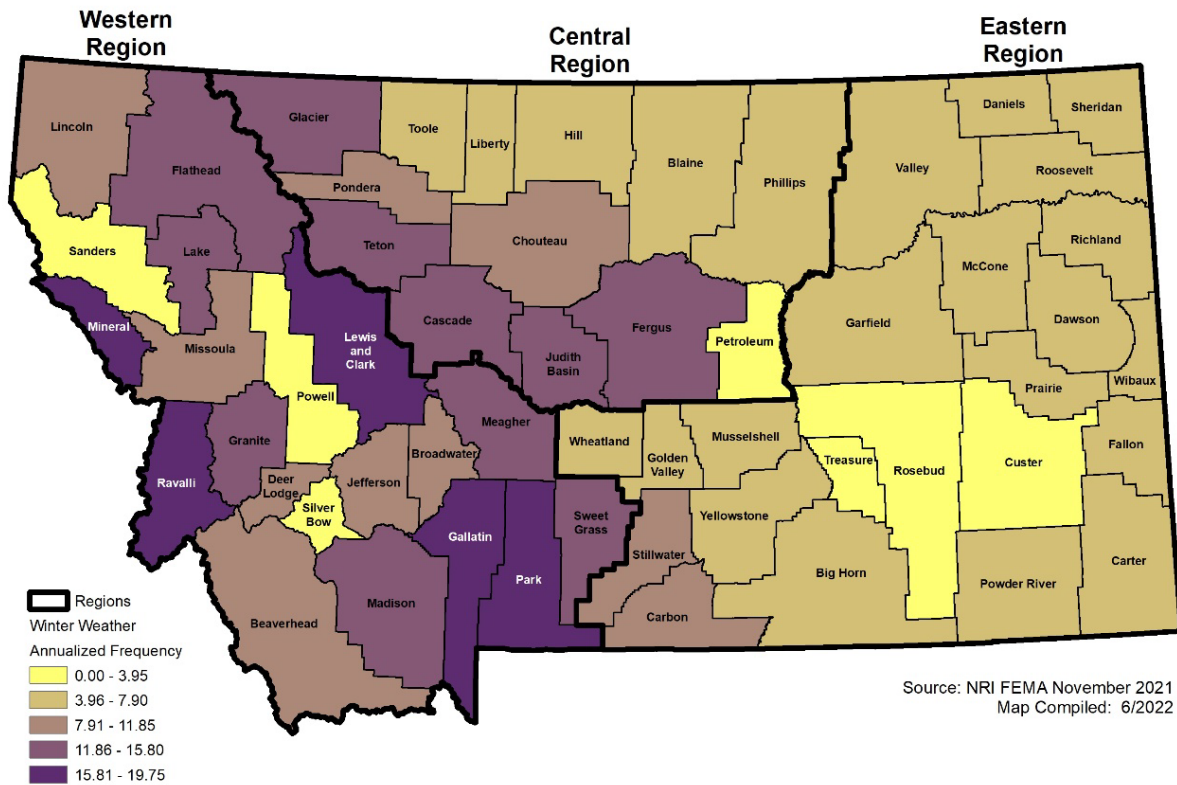 Western
Region
Central
Region
Eastern
Region
Lincoln
Flathead
Glacier
Toole
Liberty
Hill
Blaine
Phillips
Valley
Daniels
Sheridan
Roosevelt
Pondera
Teton
Chouteau
Sanders
Lake
Richland
McCone
Mineral
Missoula
Lewis
and
Clark
Cascade
Judith
Basin
Fergus
Petroleum
Garfield
Dawson
Prairie
Wibaux
Powell
Granite
Meagher
Broadwater
Wheatland
Golden
Valley
Musselshell
Treasure
Rosebud
Custer
Fallon
Ravalli
Deer
Lodge
Jefferson
Silver
Bow
Gallatin
Park
Sweet
Grass
Stillwater
Yellowstone
Big Horn
Powder River
Carter
Beaverhead
Madison
Carbon
Regions
Winter Weather
Annualized Frequency
0.00 - 3.95
3.96 - 7.90
7.91 - 11.85
11.86 - 15.80
15.81 - 19.75
Source: NRI FEMA November 2021
Map Compiled: 6/2022